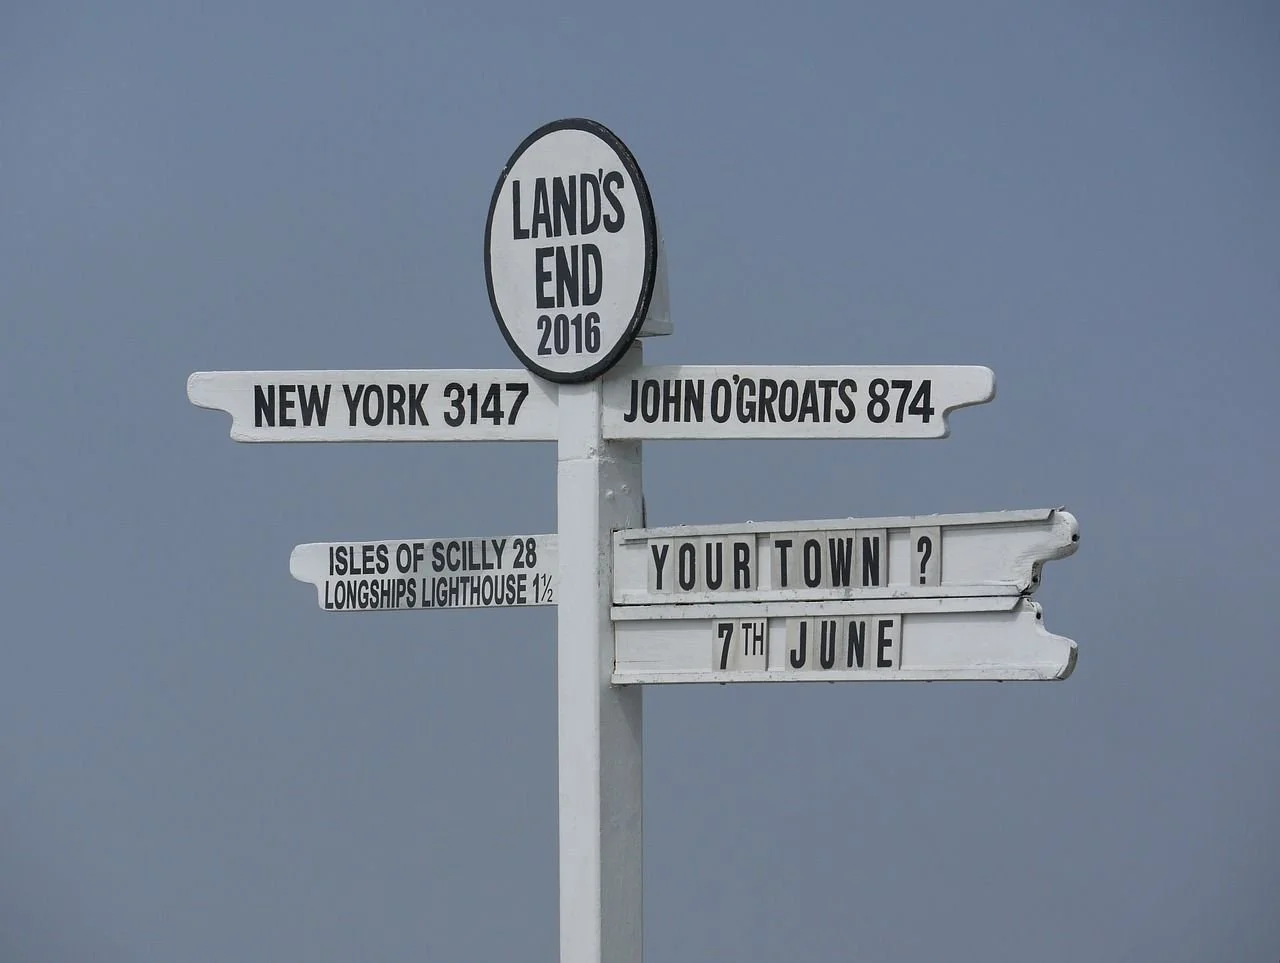 LAND'S
END
2016
NEW YORK 3147
JOHN O'GROATS 874
ISLES OF SCILLY 28
LONGSHIPS LIGHTHOUSE 1½
YOUR TOWN ?
7TH JUNE